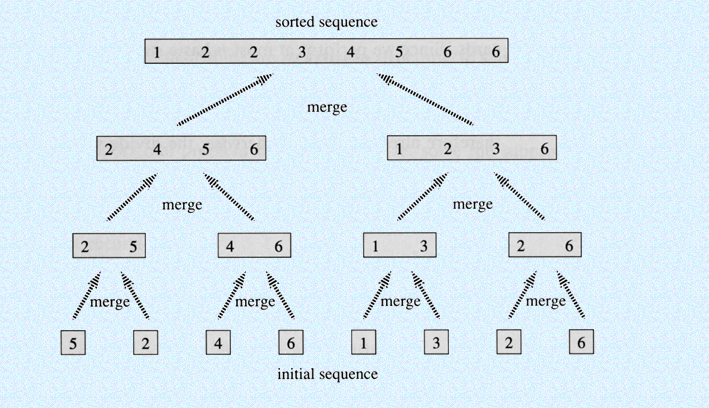 sorted sequence
1 2 2 3 4 5 6 6
merge
2 4 5 6
1 2 3 6
merge
merge
2 5
4 6
1 3
2 6
merge
merge
merge
merge
5
2
4
6
1
3
2
6
initial sequence